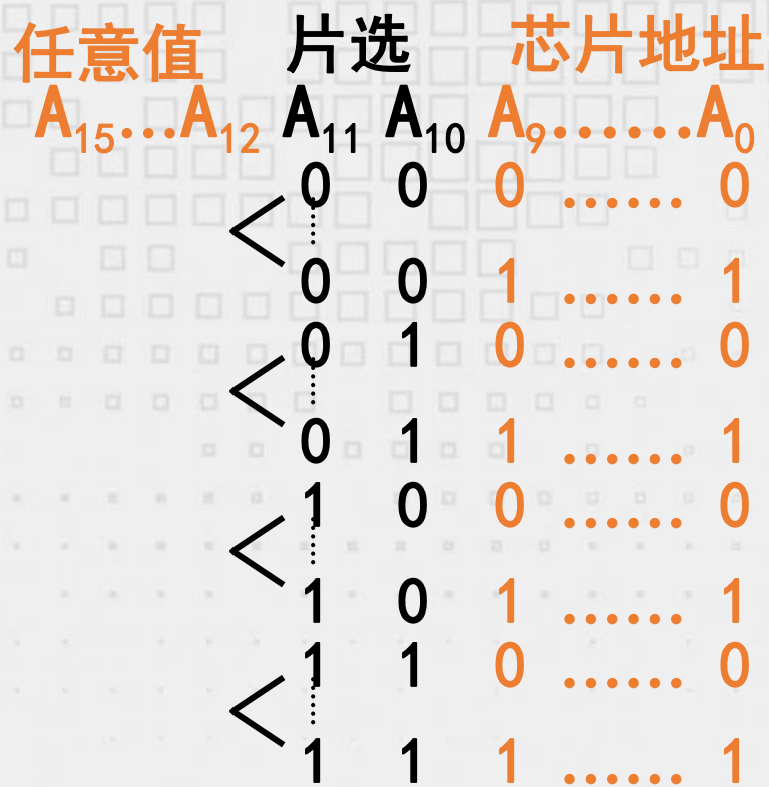 任意值 片选 芯片地址
A15...A12 A11 A10 A9.......A0
0 0 0 ...... 0
0 0 1 ...... 1
0 1 0 ...... 0
0 1 1 ...... 1
1 0 0 ...... 0
1 0 1 ...... 1
1 1 0 ...... 0
1 1 1 ...... 1